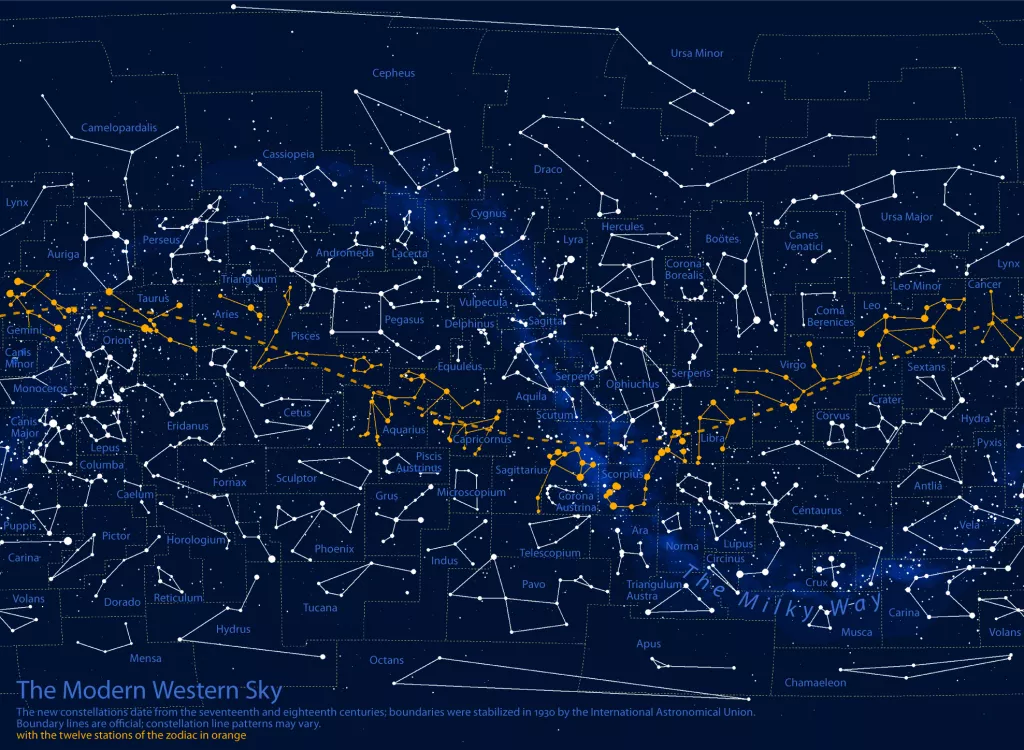 Ursa Minor
Cepheus
Camelopardalis
Cassiopeia
Draco
Lynx
Cygnus
Ursa Major
Perseus
Hercules
Lyra
Boötes
Canes
Venatici
Auriga
Andromeda
Lacerta
Corona
Borealis
Lynx
Triangulum
Leo Minor
Cancer
Taurus
Vulpecula
Aries
Gemini
Pegasus
Delphinus
Sagitta
Coma
Berenices
Leo
Orion
Pisces
Canis
Minor
Equuleus
Serpens
Ophiuchus
Serpens
Virgo
Sextans
Monoceros
Aquila
Crater
Cetus
Scutum
Corvus
Hydra
Canis
Major
Eridanus
Aquarius
Capricornus
Libra
Pyxis
Lepus
Columba
Piscis
Austrinus
Sagittarius
Scorpius
Fornax
Sculptor
Antlia
Caelum
Grus
Microscopium
Corona
Austrina
Centaurus
Puppis
Pictor
Horologium
Phoenix
Ara
Norma
Lupus
Vela
Carina
Indus
Telescopium
Circinus
Crux
Volans
Dorado
Reticulum
Tucana
Pavo
Triangulum
Austra
The Milky Way
Carina
Hydrus
Musca
Volans
Mensa
Octans
Apus
Chamaeleon
The Modern Western Sky
The new constellations date from the seventeenth and eighteenth centuries; boundaries were stabilized in 1930 by the International Astronomical Union.
Boundary lines are official; constellation line patterns may vary.
with the twelve stations of the zodiac in orange